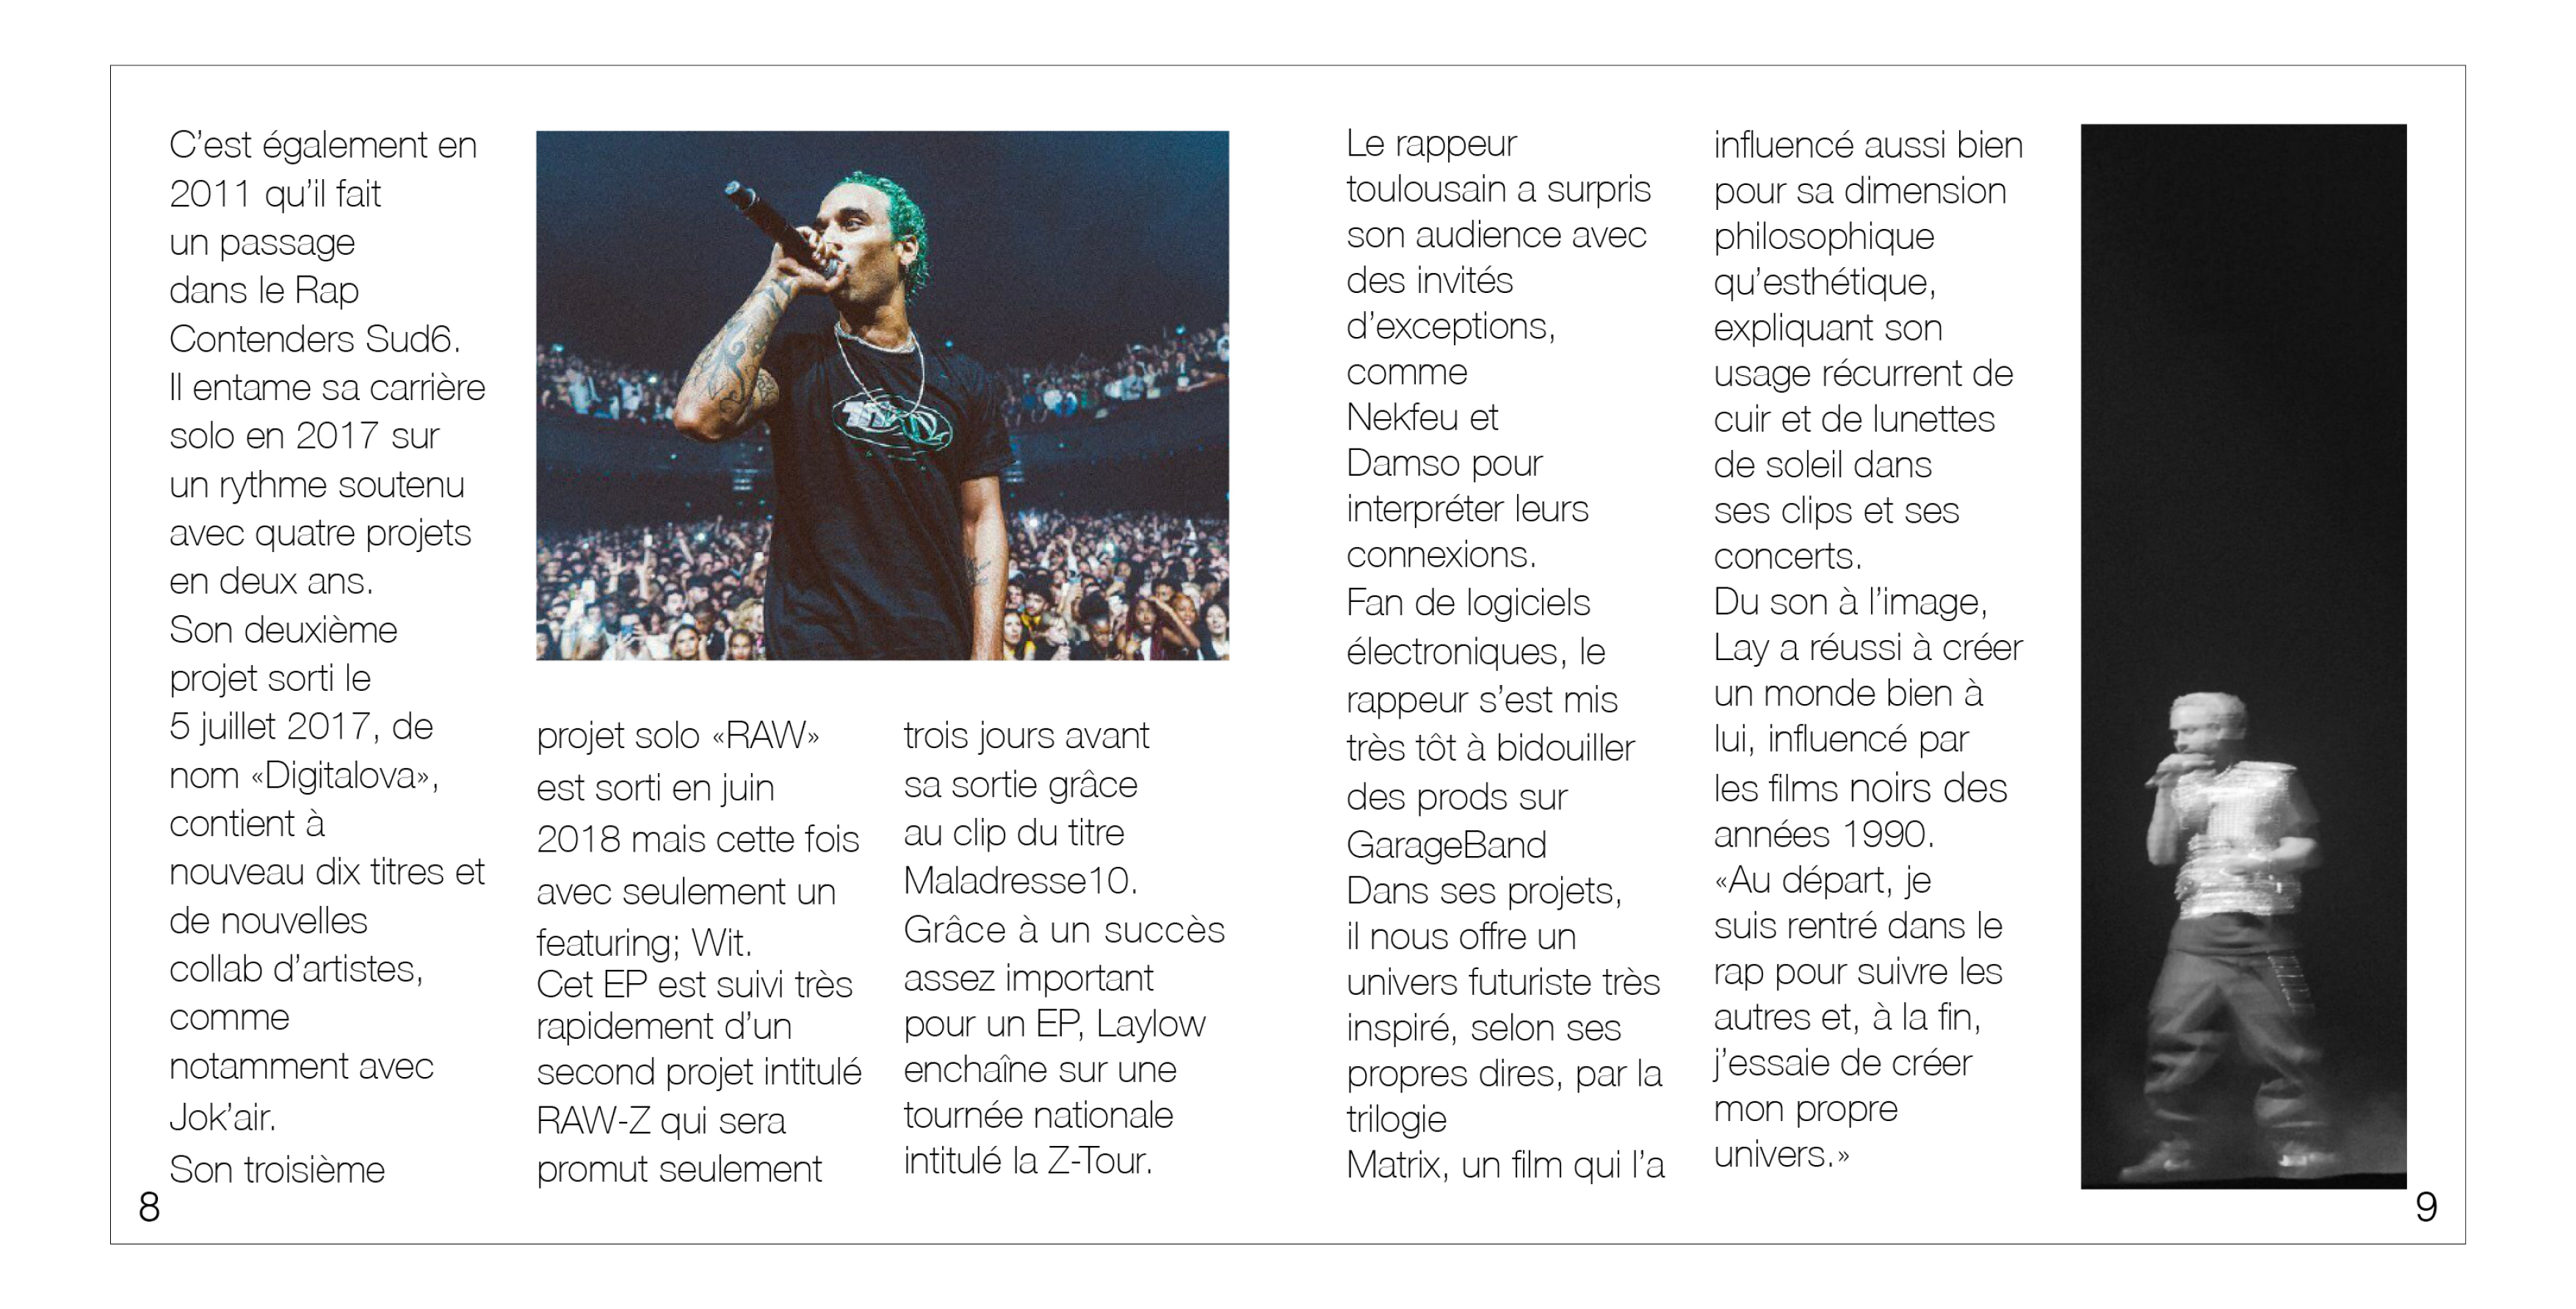 C’est également en
2011 qu’il fait
un passage
dans le Rap
Contenders Sud6.
Il entame sa carrière
solo en 2017 sur
un rythme soutenu
avec quatre projets
en deux ans.
Son deuxième
projet sorti le
5 juillet 2017, de
nom «Digitalova»,
contient à
nouveau dix titres et
de nouvelles
collab d’artistes,
comme
notamment avec
Jok’air.
Son troisième
projet solo «RAW»
est sorti en juin
2018 mais cette fois
avec seulement un
featuring; Wit.
Cet EP est suivi très
rapidement d’un
second projet intitulé
RAW-Z qui sera
promut seulement
trois jours avant
sa sortie grâce
au clip du titre
Maladresse10.
Grâce à un succès
assez important
pour un EP, Laylow
enchaîne sur une
tournée nationale
intitulé la Z-Tour.
8
Le rappeur
toulousain a surpris
son audience avec
des invités
d’exceptions,
comme
Nekfeu et
Damso pour
interpréter leurs
connexions.
Fan de logiciels
électroniques, le
rappeur s’est mis
très tôt à bidouiller
des prods sur
GarageBand
Dans ses projets,
il nous offre un
univers futuriste très
inspiré, selon ses
propres dires, par la
trilogie
Matrix, un film qui l’a
influencé aussi bien
pour sa dimension
philosophique
qu’esthétique,
expliquant son
usage récurrent de
cuir et de lunettes
de soleil dans
ses clips et ses
concerts.
Du son à l’image,
Lay a réussi à créer
un monde bien à
lui, influencé par
les films noirs des
années 1990.
«Au départ, je
suis rentré dans le
rap pour suivre les
autres et, à la fin,
j’essaie de créer
mon propre
univers.»
9